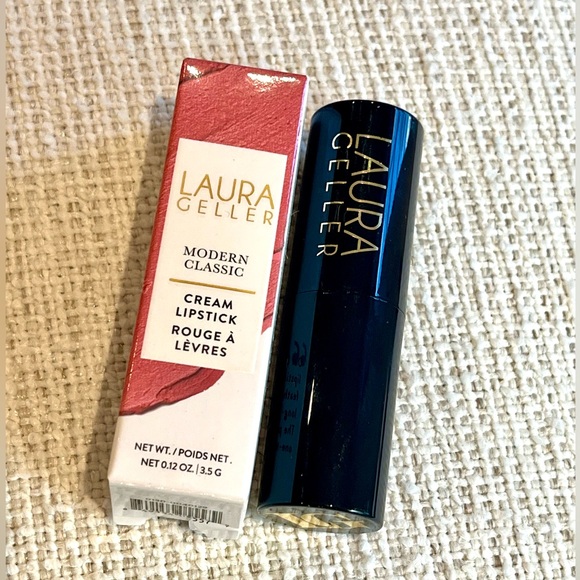 LAURA
GELLER
MODERN
CLASSIC
CREAM
LIPSTICK
ROUGE À
LÈVRES
NET WT. / POIDS NET.
NET 0.12 OZ. | 3.5 G
LAURA
GELLER